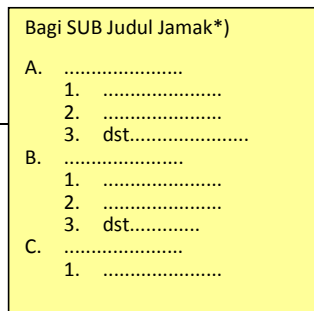 Bagi SUB Judul Jamak*)
A. ......................
1. ......................
2. ......................
3. dst......................
B. ......................
1. ......................
2. ......................
3. dst.............
C. ......................
1. ......................